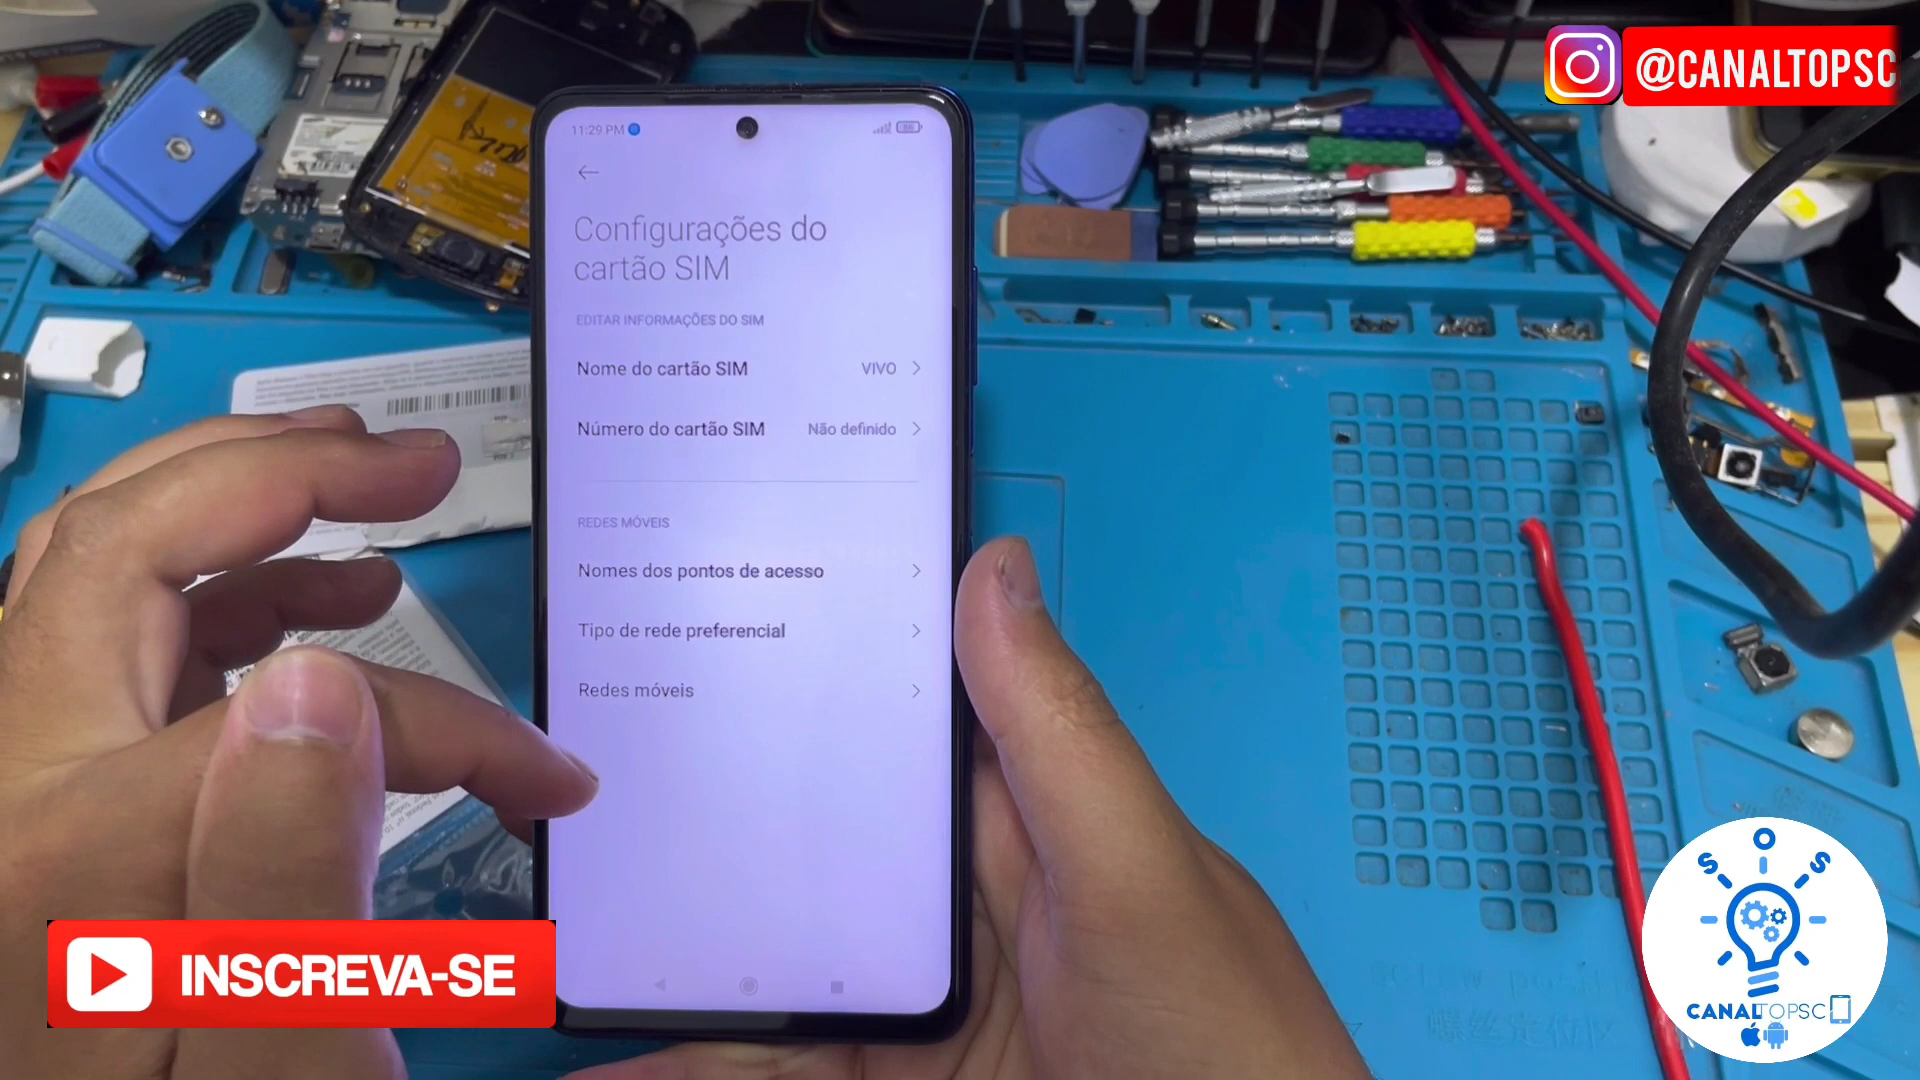 @CANALTOPSC
11:29 PM
Configurações do
cartão SIM
EDITAR INFORMAÇÕES DO SIM
Nome do cartão SIM VIVO
Número do cartão SIM Não definido
REDES MÓVEIS
Nomes dos pontos de acesso
Tipo de rede preferencial
Redes móveis
INSCREVA-SE
SOS
CANALTOPSC